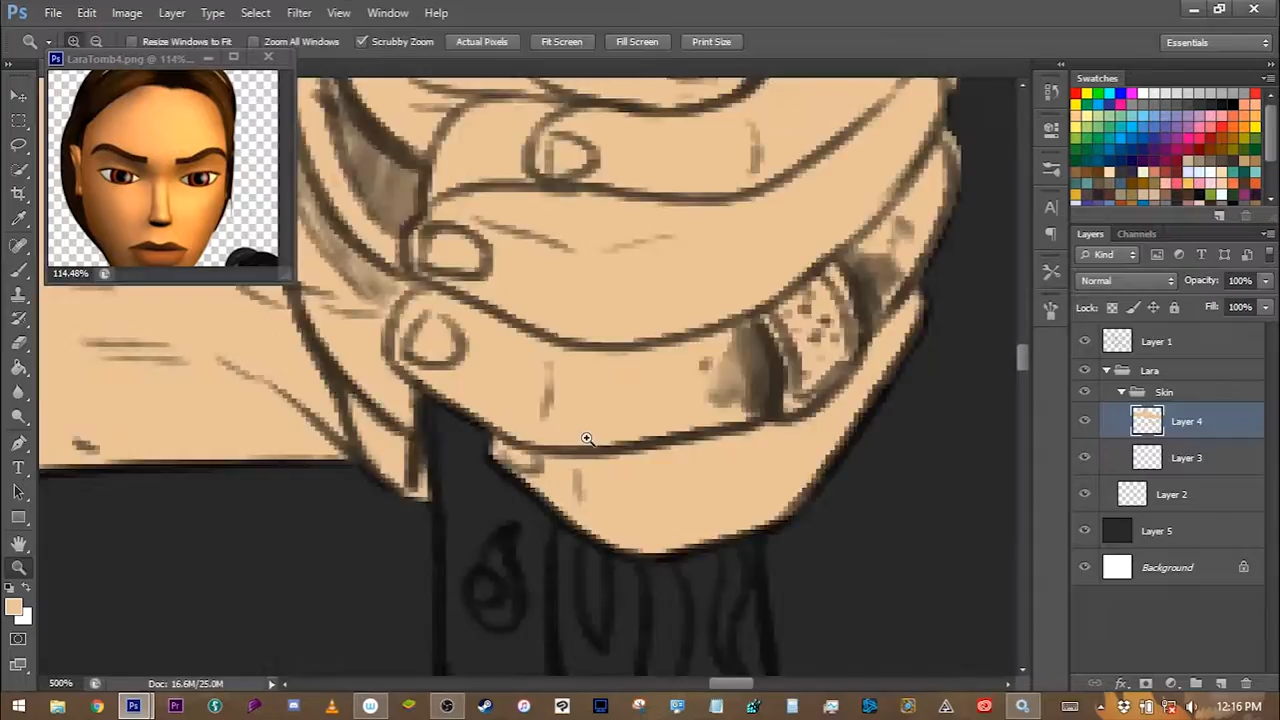 Ps File Edit Image Layer Type Select Filter View Window Help
Resize Windows to Fit Zoom All Windows Scrubby Zoom Actual Pixels Fit Screen Fill Screen Print Size Essentials
Ps LaraTomb4.png @ 114%...
Swatches
114.48%
Layers Channels
Kind
Normal Opacity: 100%
Lock: Fill: 100%
Layer 1
Lara
Skin
Layer 4
Layer 3
Layer 2
Layer 5
Background
500% Doc: 16.6M/25.0M
12:16 PM